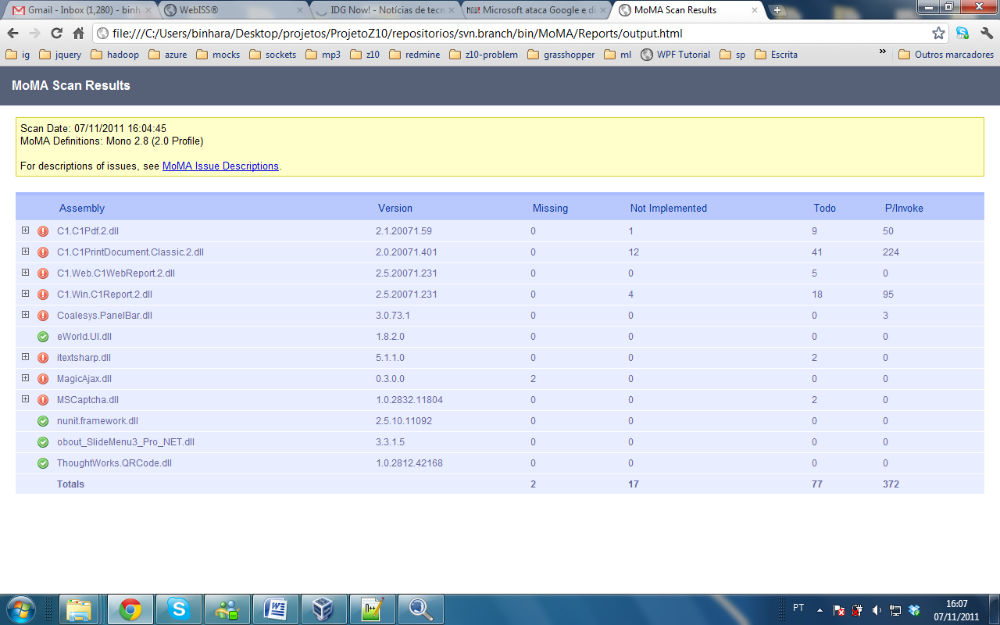 Gmail - Inbox (1,280) - binh
WebISS®
IDG Now! - Notícias de tecn
Microsoft ataca Google e di
MoMA Scan Results
file:///C:/Users/binhara/Desktop/projetos/ProjetoZ10/repositorios/svn.branch/bin/MoMA/Reports/output.html
ig jquery hadoop azure mocks sockets mp3 z10 redmine z10-problem grasshopper ml WPF Tutorial sp Escrita » Outros marcadores
MoMA Scan Results
Scan Date: 07/11/2011 16:04:45
MoMA Definitions: Mono 2.8 (2.0 Profile)
For descriptions of issues, see MoMA Issue Descriptions.
Assembly Version Missing Not Implemented Todo P/Invoke
C1.C1Pdf.2.dll 2.1.20071.59 0 1 9 50
C1.C1PrintDocument.Classic.2.dll 2.0.20071.401 0 12 41 224
C1.Web.C1WebReport.2.dll 2.5.20071.231 0 0 5 0
C1.Win.C1Report.2.dll 2.5.20071.231 0 4 18 95
Coalesys.PanelBar.dll 3.0.73.1 0 0 0 3
eWorld.UI.dll 1.8.2.0 0 0 0 0
itextsharp.dll 5.1.1.0 0 0 2 0
MagicAjax.dll 0.3.0.0 2 0 0 0
MSCaptcha.dll 1.0.2832.11804 0 0 2 0
nunit.framework.dll 2.5.10.11092 0 0 0 0
obout_SlideMenu3_Pro_NET.dll 3.3.1.5 0 0 0 0
ThoughtWorks.QRCode.dll 1.0.2812.42168 0 0 0 0
Totals 2 17 77 372
PT
16:07
07/11/2011